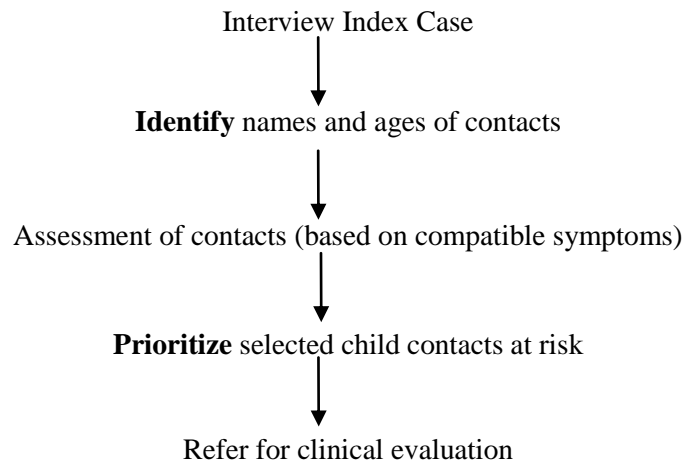 Interview Index Case
Identify names and ages of contacts
Assessment of contacts (based on compatible symptoms)
Prioritize selected child contacts at risk
Refer for clinical evaluation